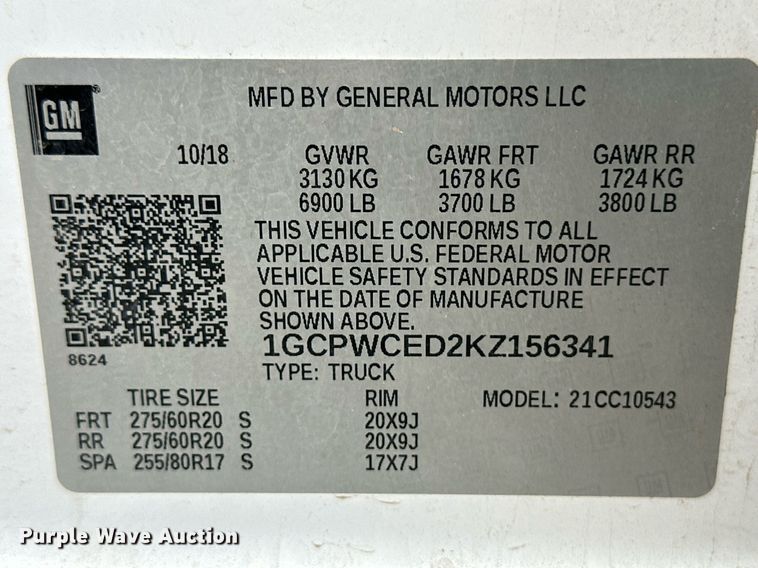 GM
MFD BY GENERAL MOTORS LLC
10/18 GVWR GAWR FRT GAWR RR
3130 KG 1678 KG 1724 KG
6900 LB 3700 LB 3800 LB
THIS VEHICLE CONFORMS TO ALL
APPLICABLE U.S. FEDERAL MOTOR
VEHICLE SAFETY STANDARDS IN EFFECT
ON THE DATE OF MANUFACTURE
SHOWN ABOVE.
8624
1GCPWCED2KZ156341
TYPE: TRUCK
TIRE SIZE RIM MODEL: 21CC10543
FRT 275/60R20 S 20X9J
RR 275/60R20 S 20X9J
SPA 255/80R17 S 17X7J
Purple Wave Auction